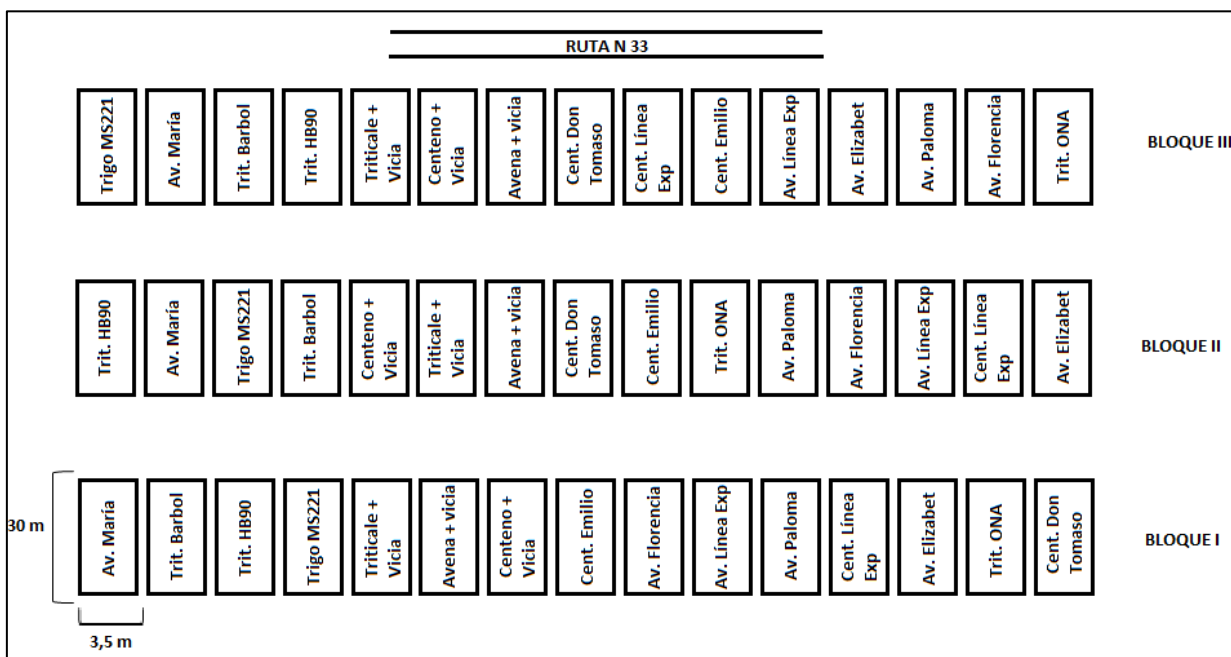 RUTA N 33
Trigo MS221
Av. María
Trit. Barbol
Trit. HB90
Triticale +
Vicia
Centeno +
Vicia
Avena + vicia
Cent. Don
Tomaso
Cent. Línea
Exp
Cent. Emilio
Av. Línea Exp
Av. Elizabet
Av. Paloma
Av. Florencia
Trit. ONA
BLOQUE III
Trit. HB90
Av. María
Trigo MS221
Trit. Barbol
Centeno +
Vicia
Triticale +
Vicia
Avena + vicia
Cent. Don
Tomaso
Cent. Emilio
Trit. ONA
Av. Paloma
Av. Florencia
Av. Línea Exp
Cent. Línea
Exp
Av. Elizabet
BLOQUE II
30 m
Av. María
Trit. Barbol
Trit. HB90
Trigo MS221
Triticale +
Vicia
Avena + vicia
Centeno +
Vicia
Cent. Emilio
Av. Florencia
Av. Línea Exp
Av. Paloma
Cent. Línea
Exp
Av. Elizabet
Trit. ONA
Cent. Don
Tomaso
BLOQUE I
3,5 m